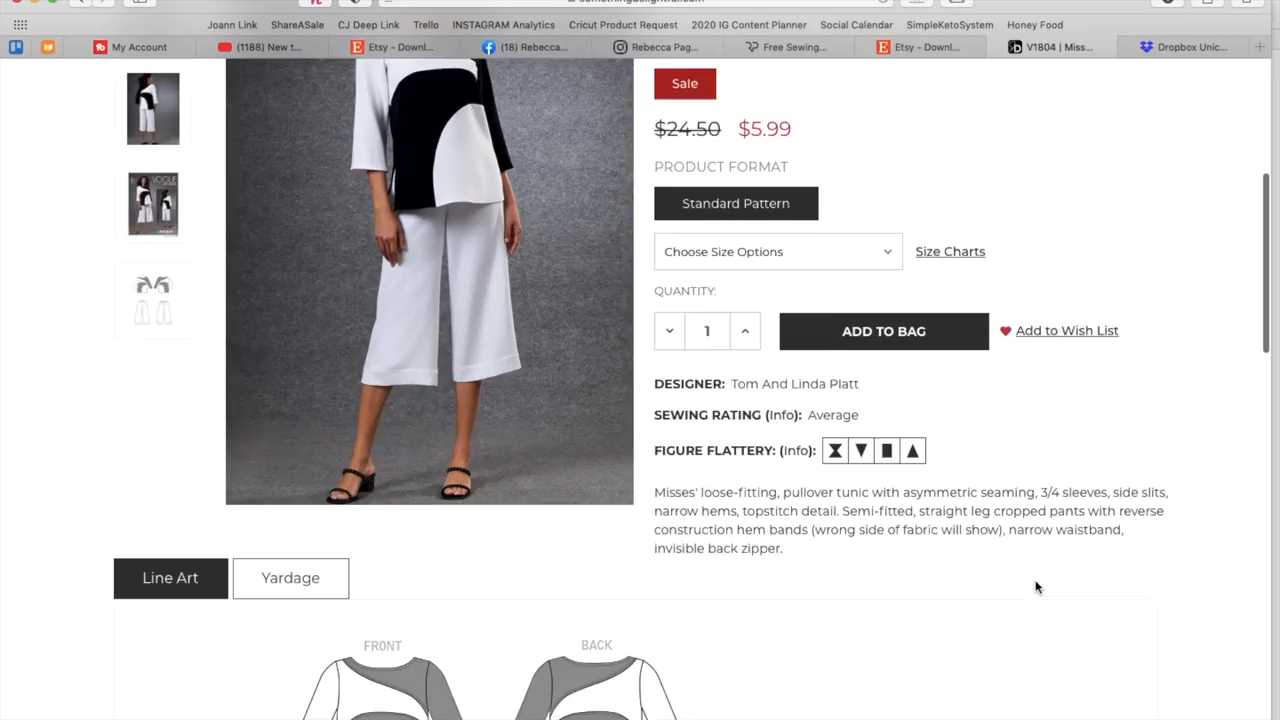 Joann Link ShareASale CJ Deep Link Trello INSTAGRAM Analytics Cricut Product Request 2020 IG Content Planner Social Calendar SimpleKetoSystem Honey Food
My Account (1188) New t... Etsy - Downl... (18) Rebecca... Rebecca Pag... Free Sewing... Etsy - Downl... V1804 | Miss... Dropbox Unic...
Sale
$24.50 $5.99
PRODUCT FORMAT
Standard Pattern
Choose Size Options Size Charts
QUANTITY:
1 ADD TO BAG Add to Wish List
DESIGNER: Tom And Linda Platt
SEWING RATING (Info): Average
FIGURE FLATTERY: (Info):
Misses' loose-fitting, pullover tunic with asymmetric seaming, 3/4 sleeves, side slits,
narrow hems, topstitch detail. Semi-fitted, straight leg cropped pants with reverse
construction hem bands (wrong side of fabric will show), narrow waistband,
invisible back zipper.
VOGUE
Line Art Yardage
FRONT BACK